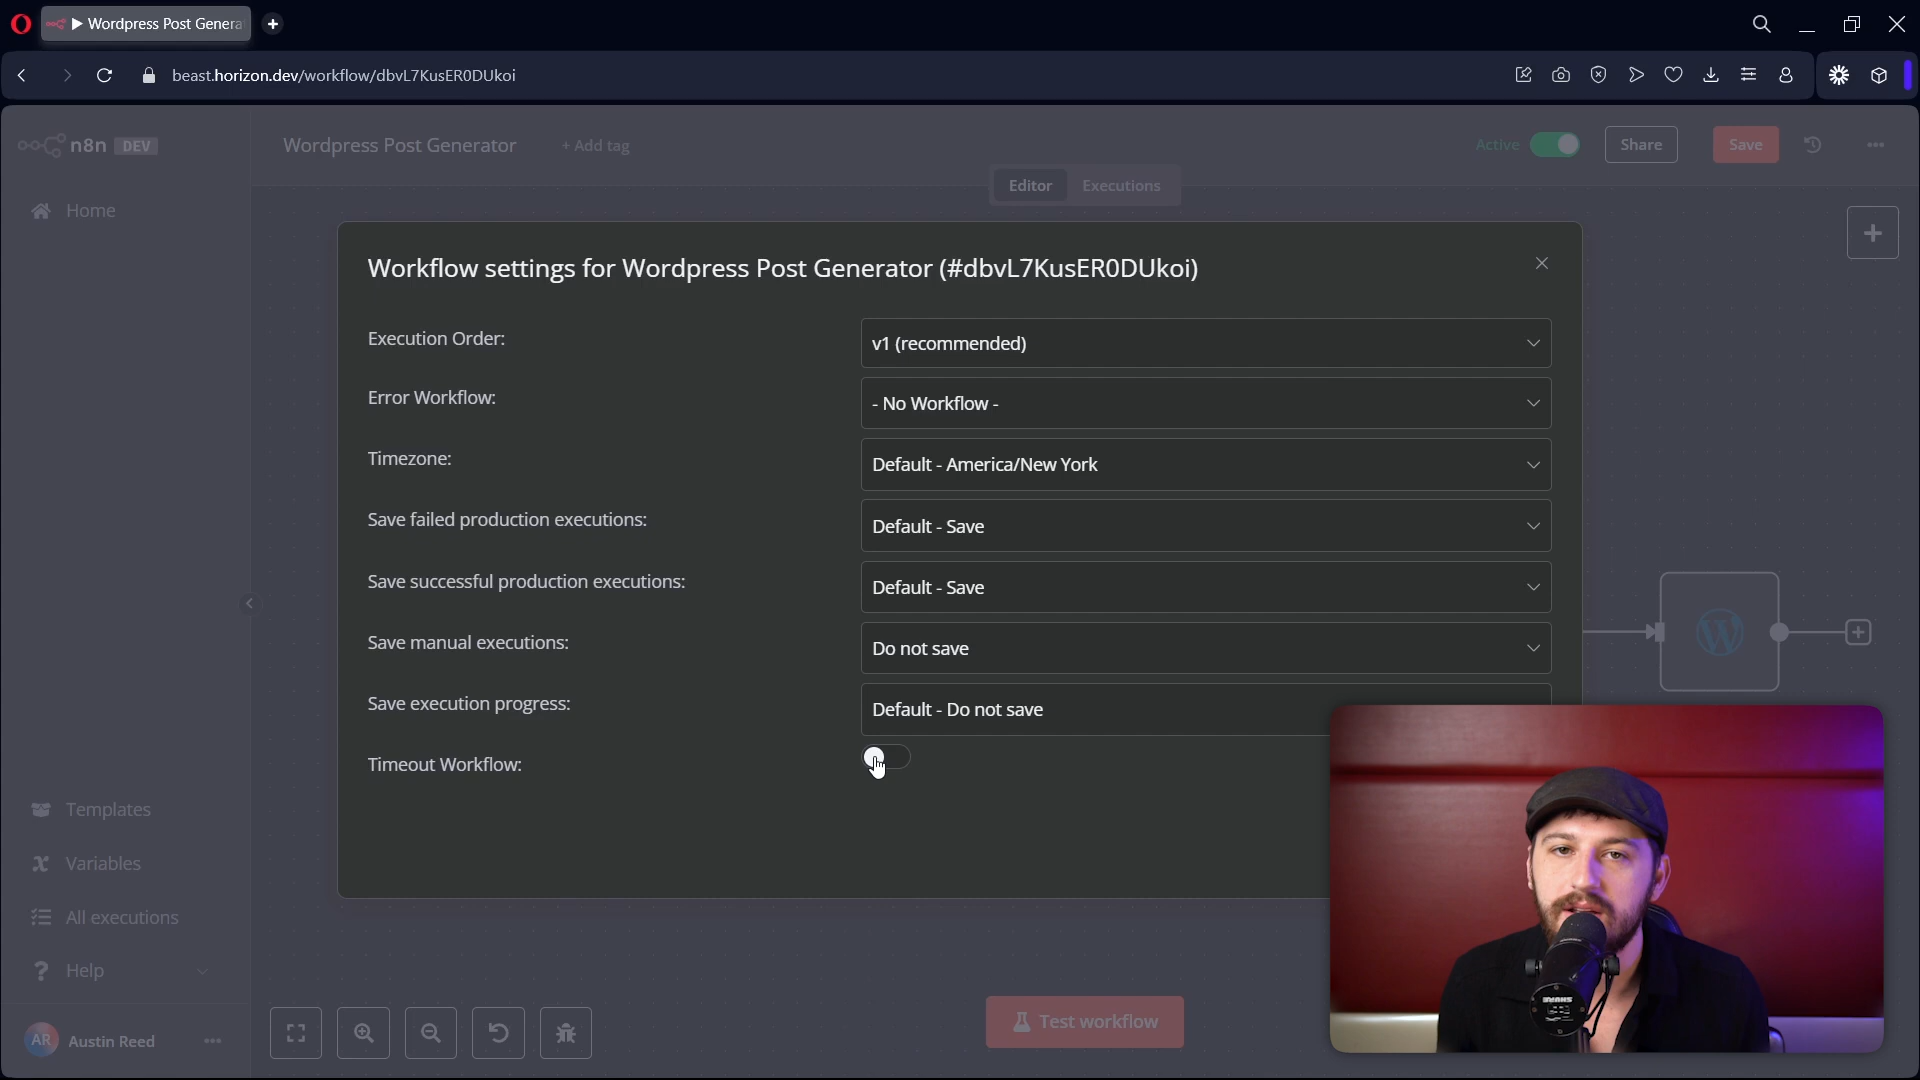 Wordpress Post Genera
beast.horizon.dev/workflow/dbvL7KusER0DUkoi
n8n DEV
Wordpress Post Generator
+ Add tag
Active
Share
Save
Editor
Executions
Home
Workflow settings for Wordpress Post Generator (#dbvL7KusER0DUkoi)
Execution Order:
v1 (recommended)
Error Workflow:
- No Workflow -
Timezone:
Default - America/New York
Save failed production executions:
Default - Save
Save successful production executions:
Default - Save
Save manual executions:
Do not save
Save execution progress:
Default - Do not save
Timeout Workflow:
Templates
Variables
All executions
Help
AR
Austin Reed
Test workflow
SHURE